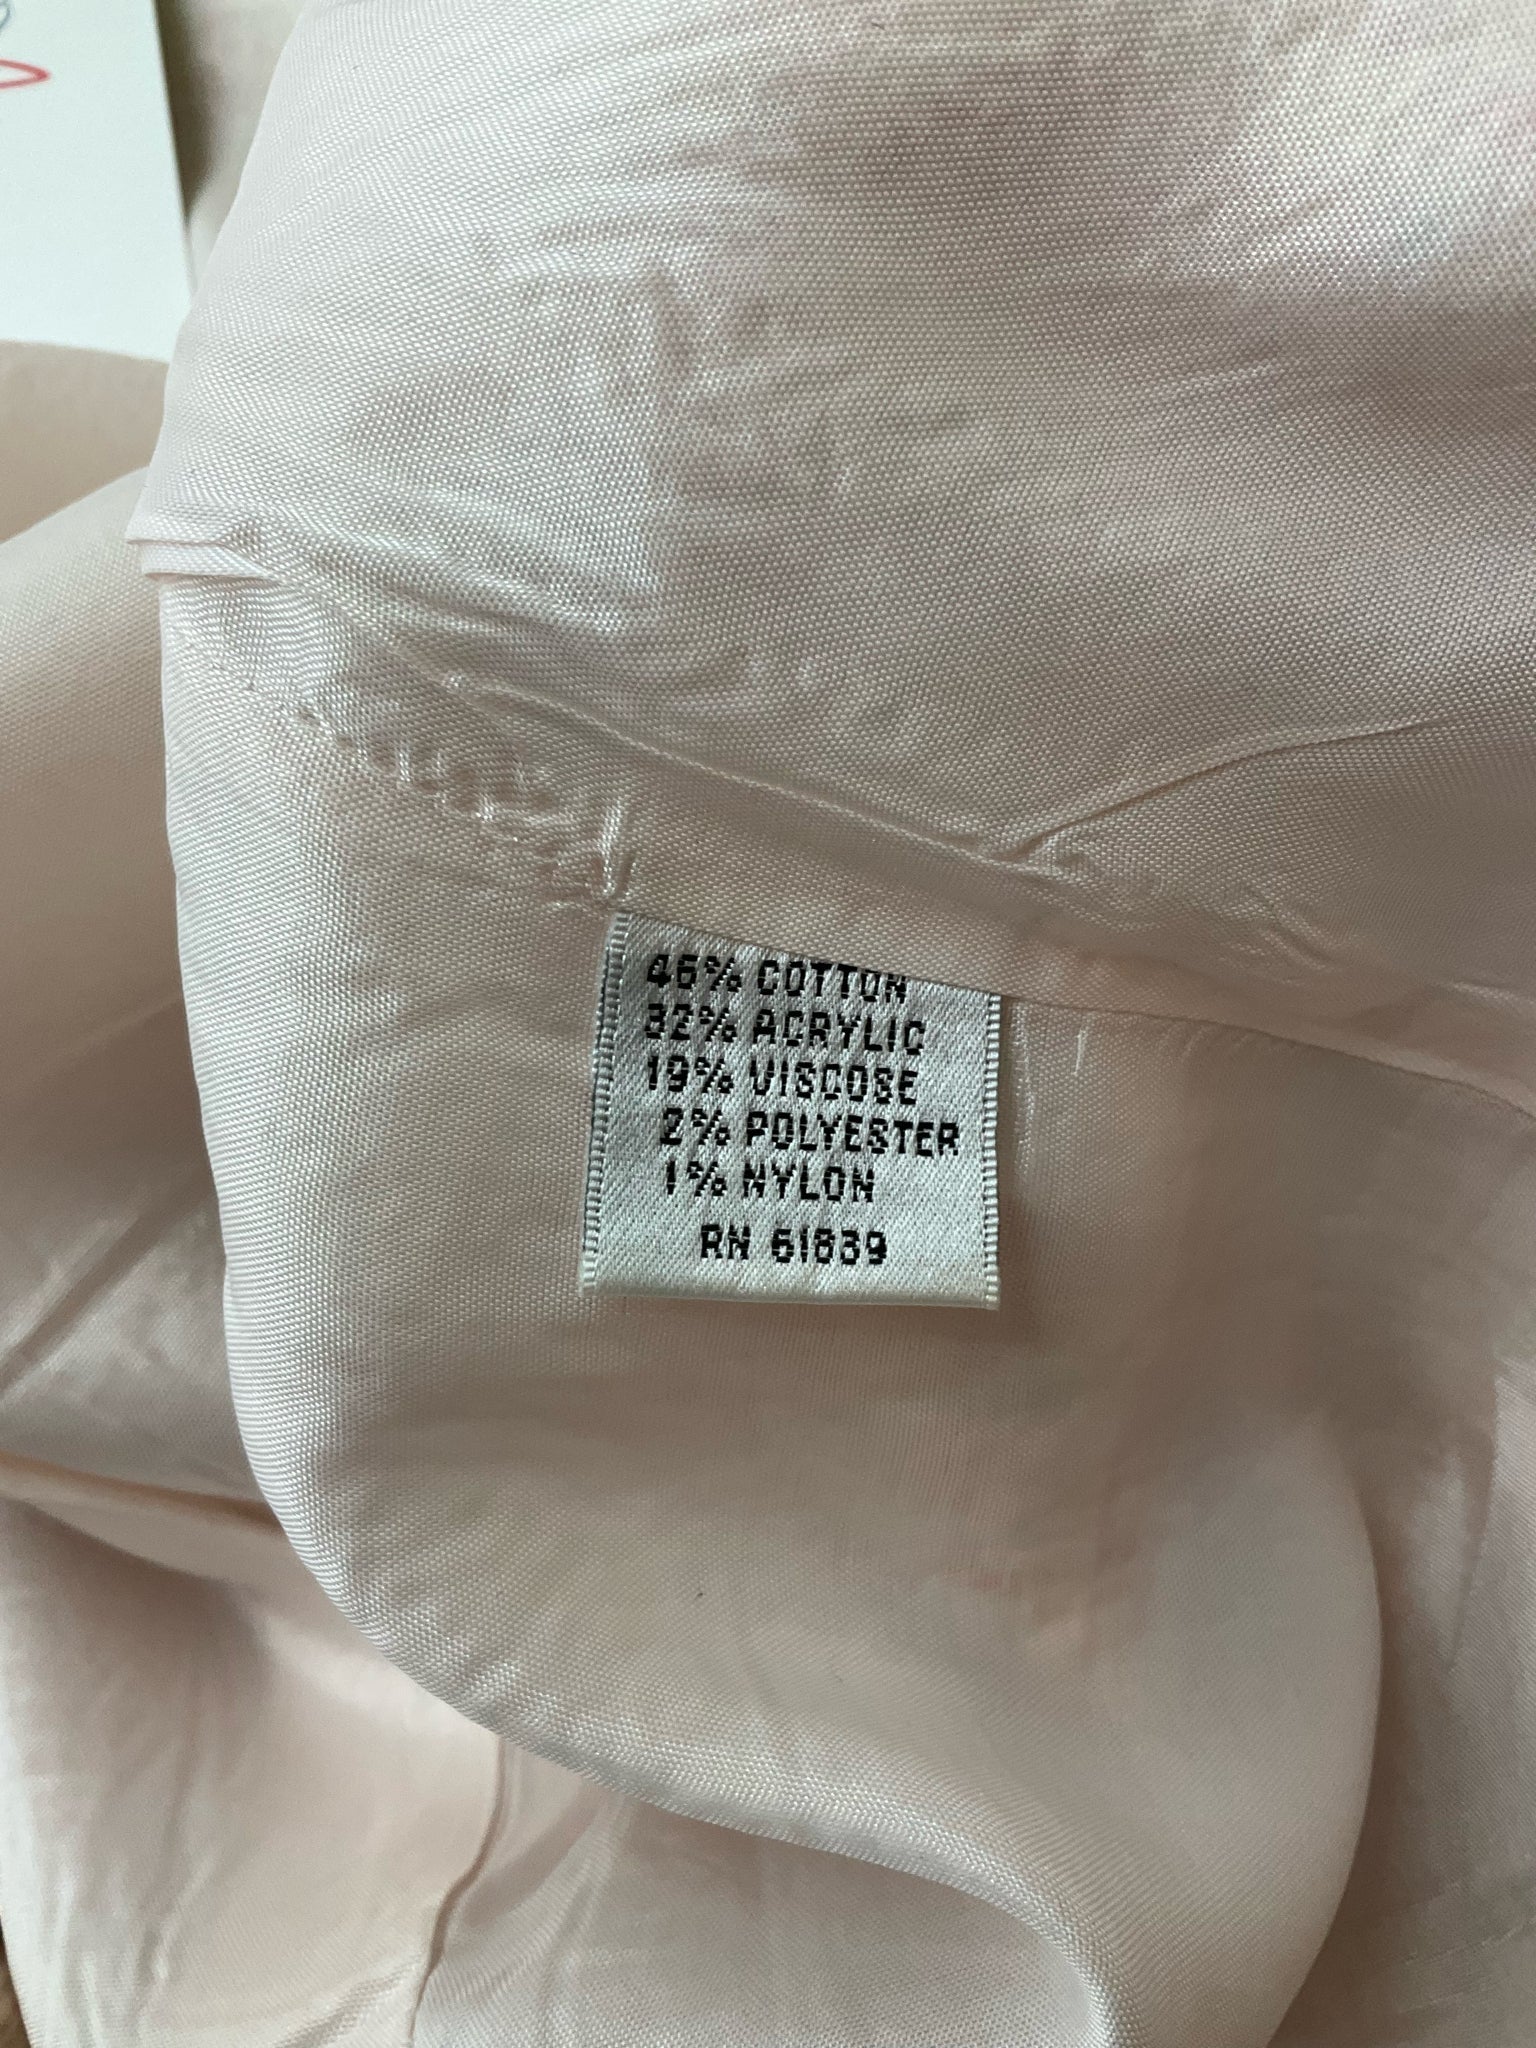 46% COTTON
32% ACRYLIC
19% VISCOSE
2% POLYESTER
1% NYLON
RN 61839